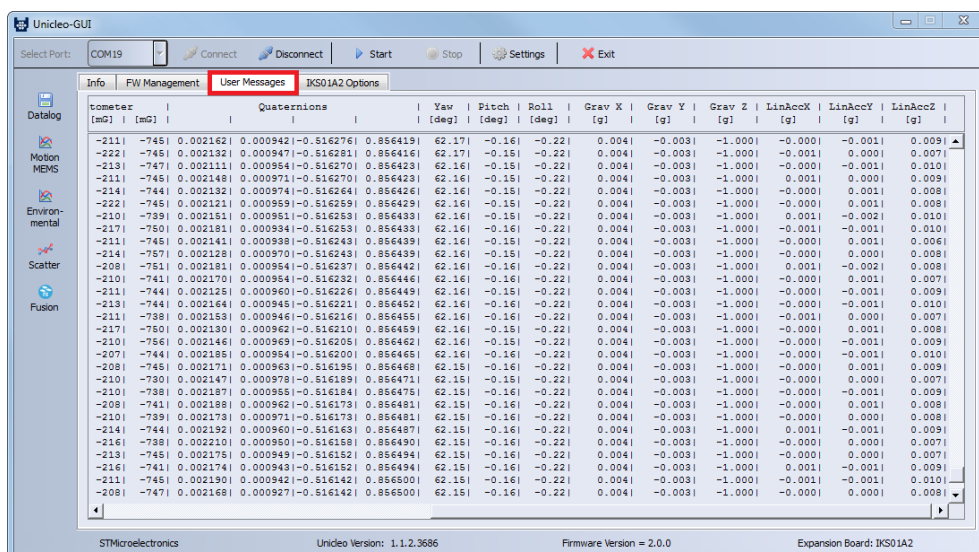 Unicleo-GUI
Select Port: COM19 Connect Disconnect Start Stop Settings Exit
Info FW Management User Messages IKS01A2 Options
Datalog
Motion MEMS
Environ-mental
Scatter
Fusion
tometer | Quaternions | Yaw | Pitch | Roll | Grav X | Grav Y | Grav Z | LinAccX | LinAccY | LinAccZ |
[mG] | [mG] | | | | | [deg] | [deg] | [deg] | [g] | [g] | [g] | [g] | [g] | [g] |
-211| -745| 0.002162| 0.000942|-0.516276| 0.856419| 62.17| -0.16| -0.22| 0.004| -0.003| -1.000| -0.000| -0.001| 0.009|
-222| -745| 0.002132| 0.000947|-0.516281| 0.856416| 62.17| -0.15| -0.22| 0.004| -0.003| -1.000| -0.001| 0.000| 0.007|
-213| -747| 0.002111| 0.000954|-0.516270| 0.856423| 62.17| -0.15| -0.22| 0.004| -0.003| -1.000| -0.000| -0.001| 0.010|
-211| -745| 0.002148| 0.000971|-0.516270| 0.856423| 62.17| -0.15| -0.22| 0.004| -0.003| -1.000| 0.001| 0.000| 0.009|
-214| -744| 0.002132| 0.000974|-0.516264| 0.856426| 62.16| -0.15| -0.22| 0.004| -0.003| -1.000| -0.000| 0.000| 0.008|
-222| -745| 0.002121| 0.000959|-0.516259| 0.856429| 62.16| -0.15| -0.22| 0.004| -0.003| -1.000| -0.000| 0.001| 0.008|
-210| -739| 0.002151| 0.000951|-0.516253| 0.856433| 62.16| -0.15| -0.22| 0.004| -0.003| -1.000| 0.001| -0.002| 0.010|
-217| -750| 0.002181| 0.000934|-0.516253| 0.856433| 62.16| -0.16| -0.22| 0.004| -0.003| -1.000| -0.001| -0.001| 0.010|
-211| -745| 0.002141| 0.000938|-0.516243| 0.856439| 62.16| -0.15| -0.22| 0.004| -0.003| -1.000| -0.001| 0.000| 0.006|
-214| -757| 0.002128| 0.000970|-0.516243| 0.856439| 62.16| -0.15| -0.22| 0.004| -0.003| -1.000| -0.000| 0.001| 0.008|
-208| -751| 0.002181| 0.000954|-0.516237| 0.856442| 62.16| -0.16| -0.22| 0.004| -0.003| -1.000| 0.001| -0.002| 0.008|
-210| -741| 0.002170| 0.000954|-0.516232| 0.856446| 62.16| -0.16| -0.22| 0.004| -0.003| -1.000| 0.000| 0.001| 0.007|
-211| -744| 0.002125| 0.000960|-0.516226| 0.856449| 62.16| -0.15| -0.22| 0.004| -0.003| -1.000| -0.000| -0.000| 0.009|
-213| -744| 0.002164| 0.000945|-0.516221| 0.856452| 62.16| -0.16| -0.22| 0.004| -0.003| -1.000| -0.000| -0.001| 0.010|
-211| -738| 0.002153| 0.000946|-0.516216| 0.856455| 62.16| -0.16| -0.22| 0.004| -0.003| -1.000| -0.001| 0.000| 0.007|
-217| -750| 0.002130| 0.000962|-0.516210| 0.856459| 62.16| -0.15| -0.22| 0.004| -0.003| -1.000| -0.000| 0.001| 0.008|
-210| -756| 0.002146| 0.000969|-0.516205| 0.856462| 62.16| -0.15| -0.22| 0.004| -0.003| -1.000| 0.000| -0.001| 0.009|
-207| -744| 0.002185| 0.000954|-0.516200| 0.856465| 62.16| -0.16| -0.22| 0.004| -0.003| -1.000| -0.000| -0.001| 0.010|
-208| -745| 0.002171| 0.000963|-0.516195| 0.856468| 62.15| -0.16| -0.22| 0.004| -0.003| -1.000| -0.000| 0.001| 0.009|
-210| -730| 0.002147| 0.000978|-0.516189| 0.856471| 62.15| -0.15| -0.22| 0.004| -0.003| -1.000| 0.000| 0.000| 0.007|
-210| -738| 0.002187| 0.000955|-0.516184| 0.856475| 62.15| -0.16| -0.22| 0.004| -0.003| -1.000| -0.000| -0.001| 0.009|
-208| -741| 0.002188| 0.000962|-0.516173| 0.856481| 62.15| -0.16| -0.22| 0.004| -0.003| -1.000| 0.000| 0.001| 0.008|
-210| -739| 0.002173| 0.000971|-0.516173| 0.856481| 62.15| -0.16| -0.22| 0.004| -0.003| -1.000| -0.000| 0.000| 0.008|
-214| -744| 0.002192| 0.000960|-0.516163| 0.856487| 62.15| -0.16| -0.22| 0.004| -0.003| -1.000| 0.001| -0.001| 0.009|
-216| -738| 0.002210| 0.000950|-0.516158| 0.856490| 62.15| -0.16| -0.22| 0.004| -0.003| -1.000| -0.000| 0.000| 0.007|
-213| -745| 0.002175| 0.000949|-0.516152| 0.856494| 62.15| -0.16| -0.22| 0.004| -0.003| -1.000| -0.000| 0.001| 0.007|
-216| -741| 0.002174| 0.000943|-0.516152| 0.856494| 62.15| -0.16| -0.22| 0.004| -0.003| -1.000| 0.001| -0.001| 0.009|
-211| -745| 0.002190| 0.000942|-0.516142| 0.856500| 62.15| -0.16| -0.22| 0.004| -0.003| -1.000| -0.000| -0.001| 0.010|
-208| -747| 0.002168| 0.000927|-0.516142| 0.856500| 62.15| -0.16| -0.22| 0.004| -0.003| -1.000| -0.000| 0.000| 0.008|
STMicroelectronics Unicleo Version: 1.1.2.3686 Firmware Version = 2.0.0 Expansion Board: IKS01A2